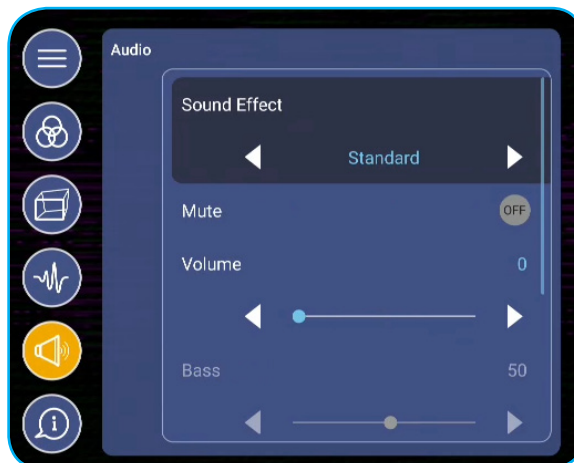 Audio
Sound Effect
Standard
Mute OFF
Volume 0
Bass 50
i